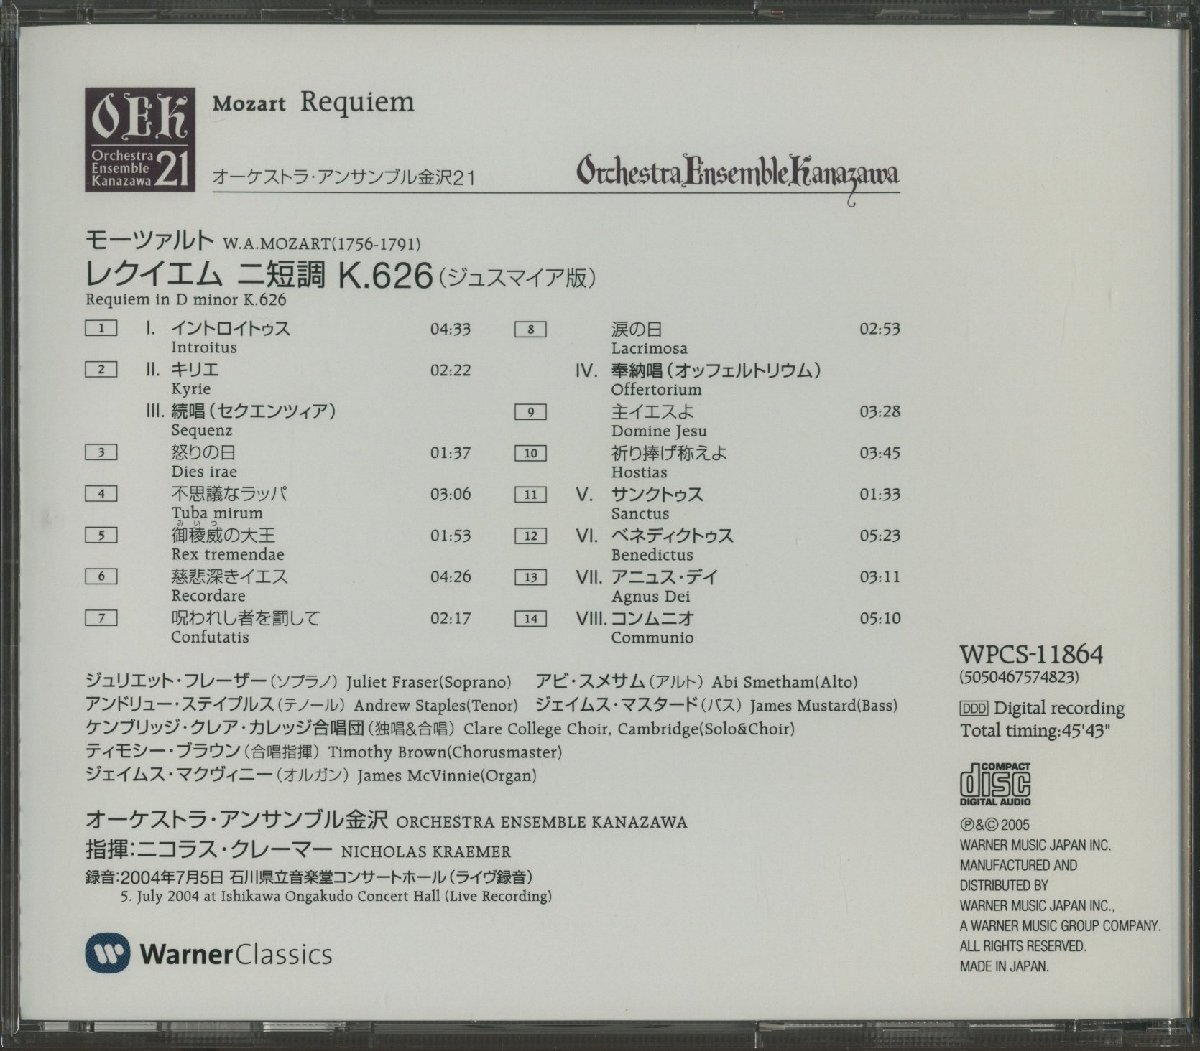 OEK
Orchestra
Ensemble
Kanazawa 21
Mozart Requiem
オーケストラ・アンサンブル金沢21
Orchestra Ensemble Kanazawa
モーツァルト W.A.MOZART(1756-1791)
レクイエム ニ短調 K.626(ジュスマイア版)
Requiem in D minor K.626
1 I. イントロイトゥス 04:33
Introitus
2 II. キリエ 02:22
Kyrie
III. 続唱(セクエンツィア)
Sequenz
3 怒りの日 01:37
Dies irae
4 不思議なラッパ 03:06
Tuba mirum
みいつ
5 御稜威の大王 01:53
Rex tremendae
6 慈悲深きイエス 04:26
Recordare
7 呪われし者を罰して 02:17
Confutatis
8 涙の日 02:53
Lacrimosa
IV. 奉納唱(オッフェルトリウム)
Offertorium
9 主イエスよ 03:28
Domine Jesu
10 祈り捧げ称えよ 03:45
Hostias
11 V. サンクトゥス 01:33
Sanctus
12 VI. ベネディクトゥス 05:23
Benedictus
13 VII. アニュス・デイ 03:11
Agnus Dei
14 VIII. コンムニオ 05:10
Communio
ジュリエット・フレーザー(ソプラノ) Juliet Fraser(Soprano) アビ・スメサム(アルト) Abi Smetham(Alto)
アンドリュー・ステイプルス(テノール) Andrew Staples(Tenor) ジェイムス・マスタード(バス) James Mustard(Bass)
ケンブリッジ・クレア・カレッジ合唱団(独唱&合唱) Clare College Choir, Cambridge(Solo&Choir)
ティモシー・ブラウン(合唱指揮) Timothy Brown(Chorusmaster)
ジェイムス・マクヴィニー(オルガン) James McVinnie(Organ)
オーケストラ・アンサンブル金沢 ORCHESTRA ENSEMBLE KANAZAWA
指揮:ニコラス・クレーマー NICHOLAS KRAEMER
録音:2004年7月5日 石川県立音楽堂コンサートホール(ライヴ録音)
5. July 2004 at Ishikawa Ongakudo Concert Hall (Live Recording)
WarnerClassics
WPCS-11864
(5050467574823)
DDD Digital recording
Total timing:45'43"
COMPACT
disc
DIGITAL AUDIO
℗&© 2005
WARNER MUSIC JAPAN INC.
MANUFACTURED AND
DISTRIBUTED BY
WARNER MUSIC JAPAN INC.,
A WARNER MUSIC GROUP COMPANY.
ALL RIGHTS RESERVED.
MADE IN JAPAN.